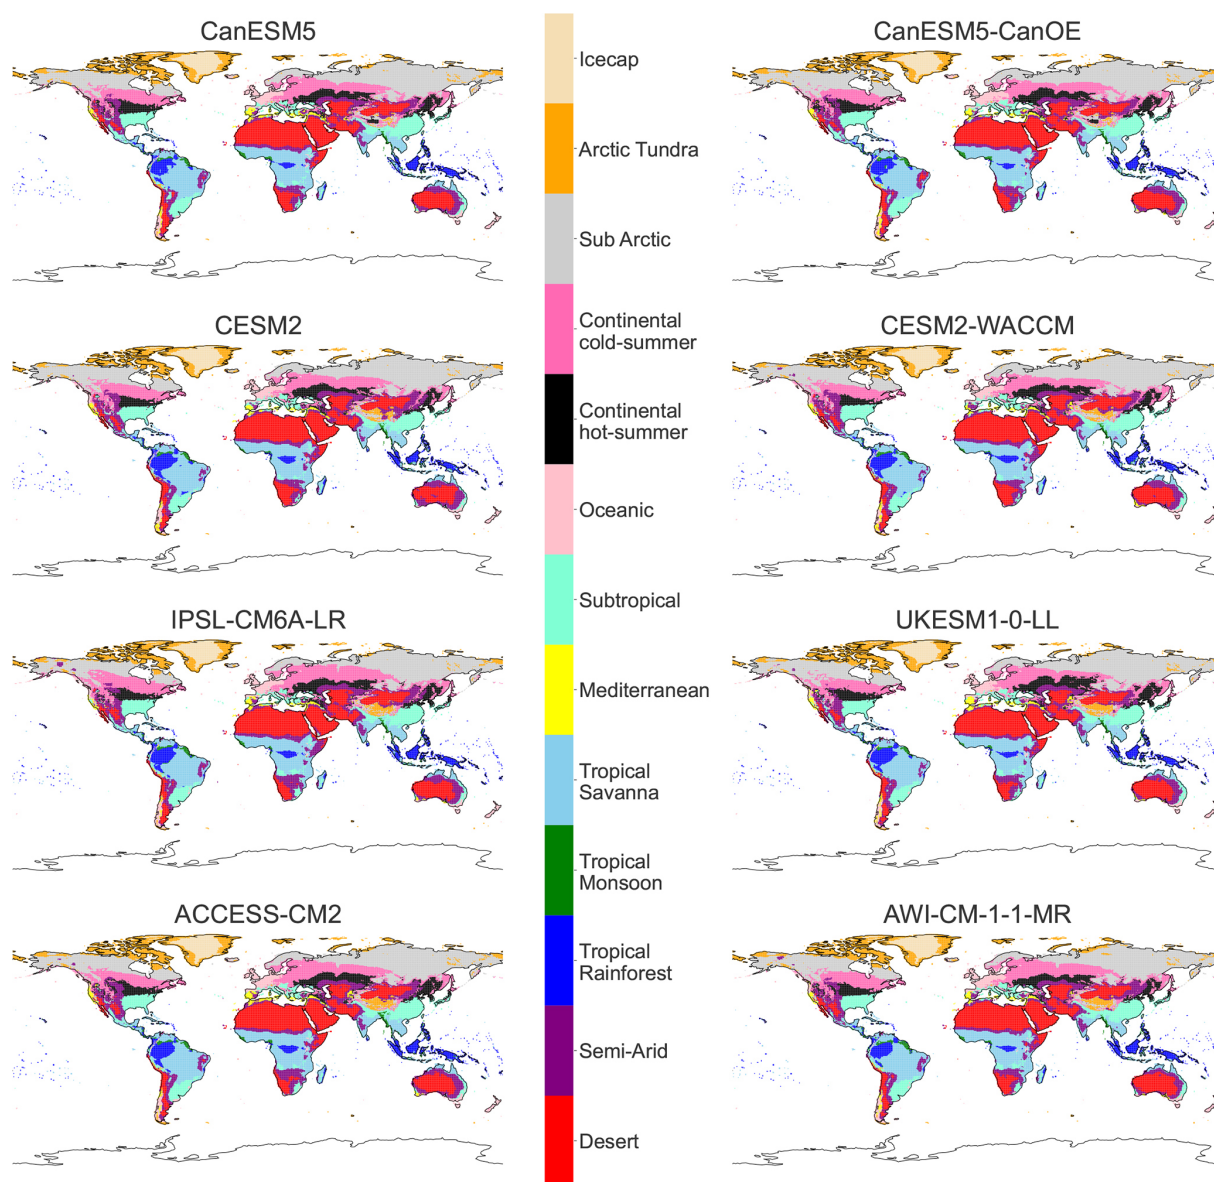 CanESM5
CanESM5-CanOE
CESM2
CESM2-WACCM
IPSL-CM6A-LR
UKESM1-0-LL
ACCESS-CM2
AWI-CM-1-1-MR
Icecap
Arctic Tundra
Sub Arctic
Continental
cold-summer
Continental
hot-summer
Oceanic
Subtropical
Mediterranean
Tropical
Savanna
Tropical
Monsoon
Tropical
Rainforest
Semi-Arid
Desert